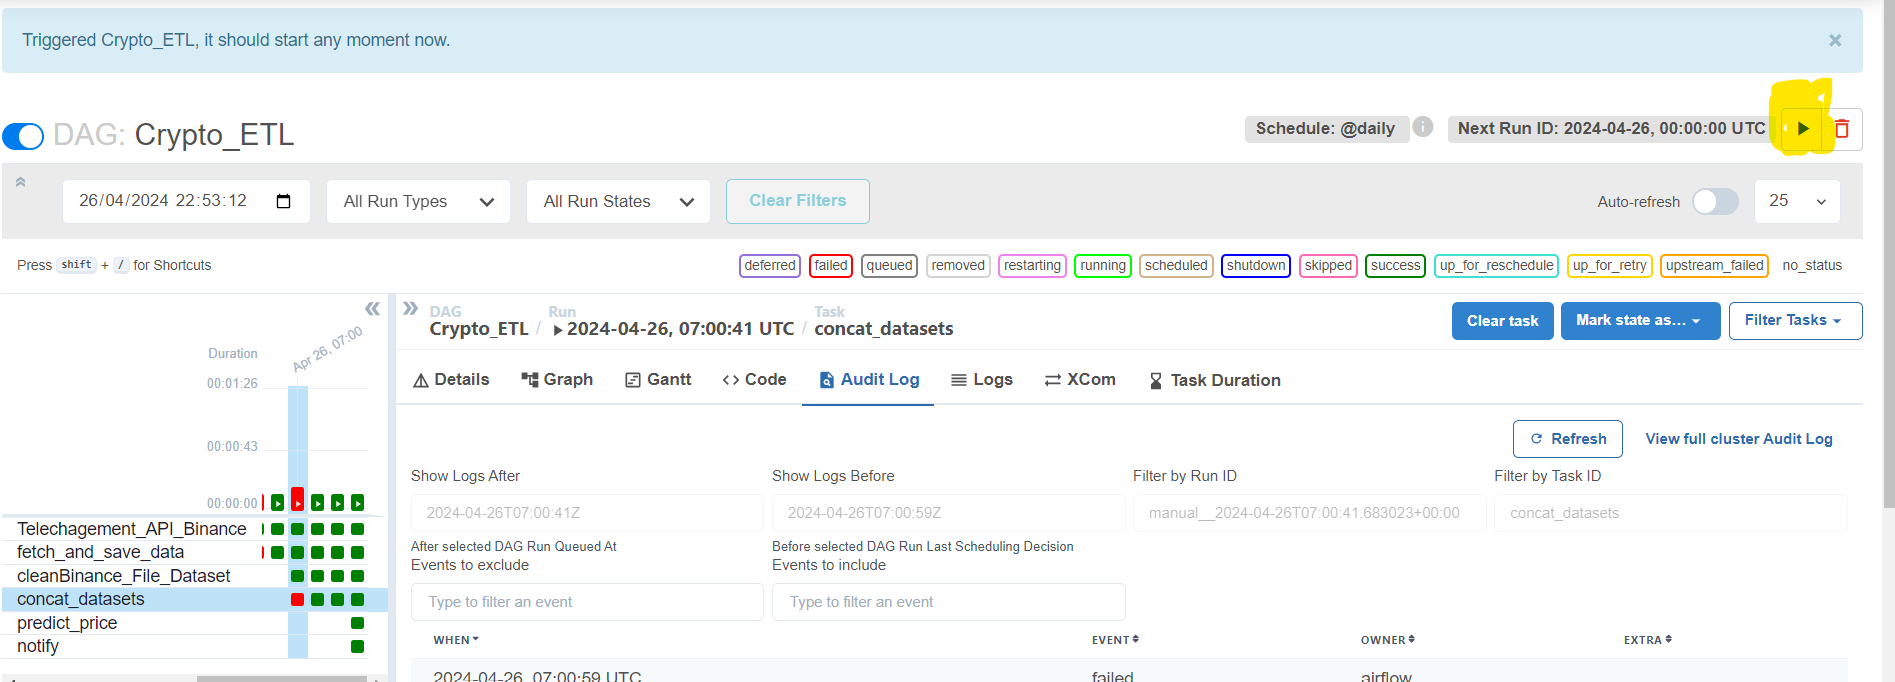 Triggered Crypto_ETL, it should start any moment now.
×
DAG: Crypto_ETL
Schedule: @daily
Next Run ID: 2024-04-26, 00:00:00 UTC
26/04/2024 22:53:12
All Run Types
All Run States
Clear Filters
Auto-refresh
25
Press shift + / for Shortcuts
deferred failed queued removed restarting running scheduled shutdown skipped success up_for_reschedule up_for_retry upstream_failed no_status
DAG
Crypto_ETL /
Run
2024-04-26, 07:00:41 UTC /
Task
concat_datasets
Clear task
Mark state as...
Filter Tasks
Duration
Apr 26, 07:00
00:01:26
00:00:43
00:00:00
Telechagement_API_Binance
fetch_and_save_data
cleanBinance_File_Dataset
concat_datasets
predict_price
notify
Details
Graph
Gantt
Code
Audit Log
Logs
XCom
Task Duration
Refresh
View full cluster Audit Log
Show Logs After
2024-04-26T07:00:41Z
After selected DAG Run Queued At
Show Logs Before
2024-04-26T07:00:59Z
Before selected DAG Run Last Scheduling Decision
Filter by Run ID
manual__2024-04-26T07:00:41.683023+00:00
Filter by Task ID
concat_datasets
Events to exclude
Type to filter an event
Events to include
Type to filter an event
WHEN EVENT OWNER EXTRA
2024-04-26, 07:00:59 UTC failed airflow